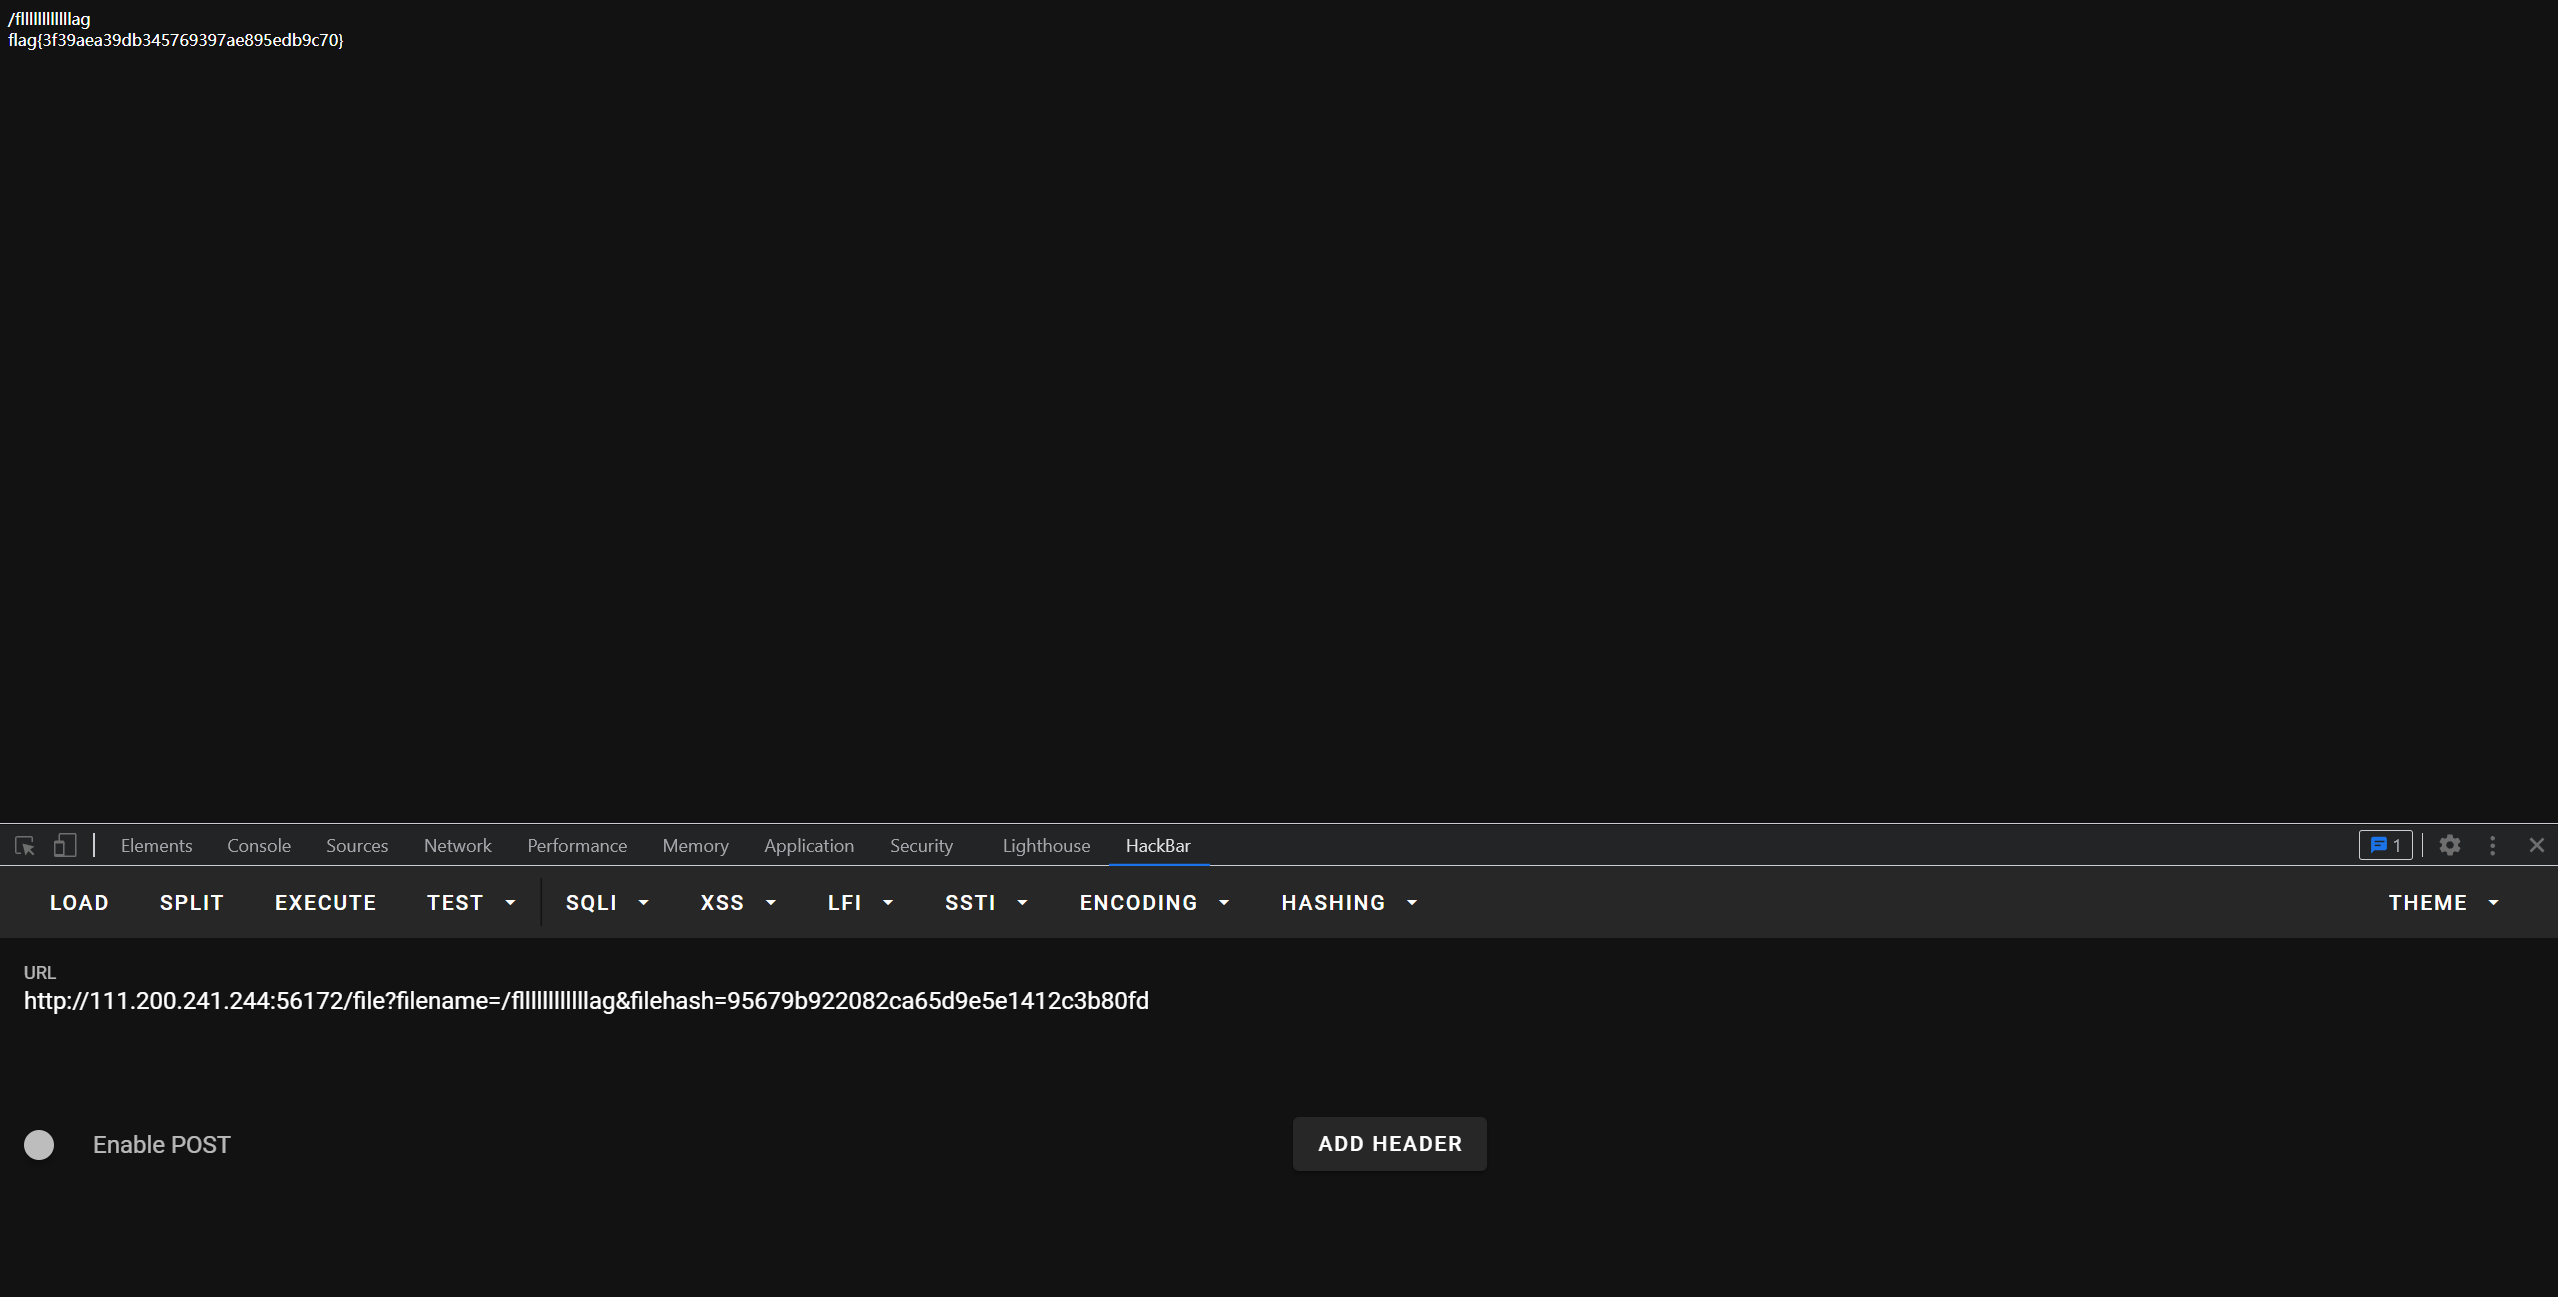 /fllllllllllllag
flag{3f39aea39db345769397ae895edb9c70}
Elements Console Sources Network Performance Memory Application Security Lighthouse HackBar 1
LOAD SPLIT EXECUTE TEST SQLI XSS LFI SSTI ENCODING HASHING THEME
URL
http://111.200.241.244:56172/file?filename=/fllllllllllllag&filehash=95679b922082ca65d9e5e1412c3b80fd
Enable POST ADD HEADER